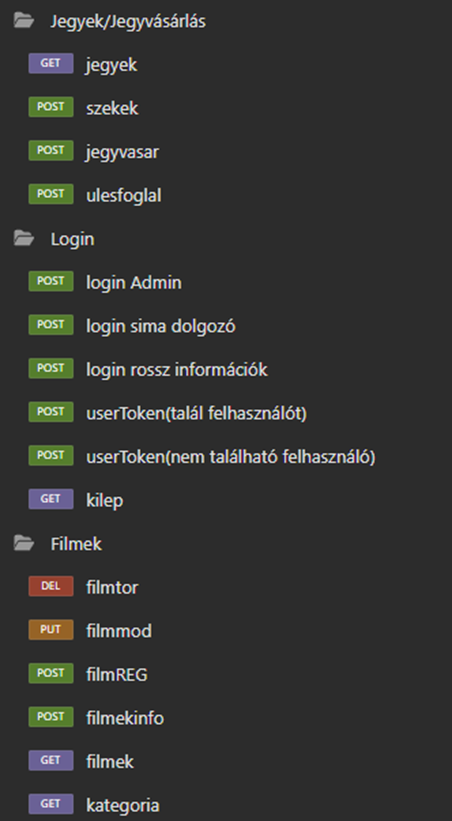 Jegyek/Jegyvásárlás
GET jegyek
POST szekek
POST jegyvasar
POST ulesfoglal
Login
POST login Admin
POST login sima dolgozó
POST login rossz információk
POST userToken(talál felhasználót)
POST userToken(nem található felhasználó)
GET kilep
Filmek
DEL filmtor
PUT filmmod
POST filmREG
POST filmekinfo
GET filmek
GET kategoria